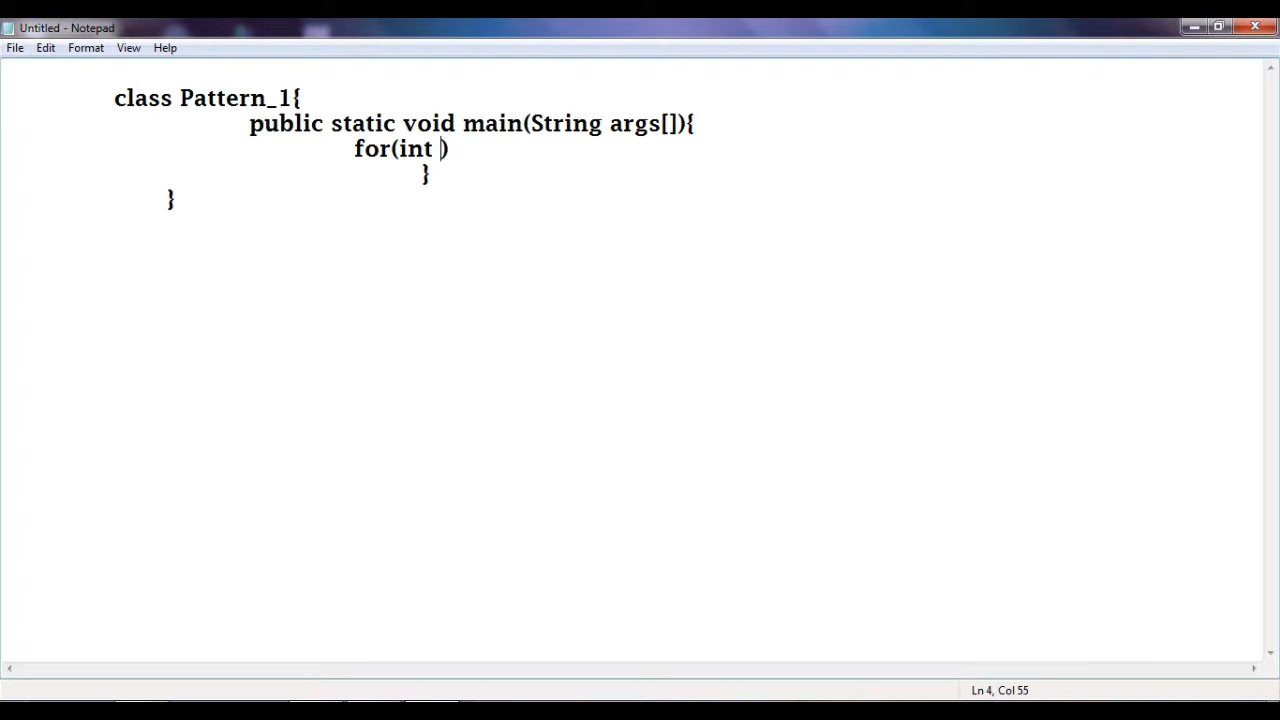 Untitled - Notepad
File Edit Format View Help
class Pattern_1{
public static void main(String args[]){
for(int )
}
}
Ln 4, Col 55